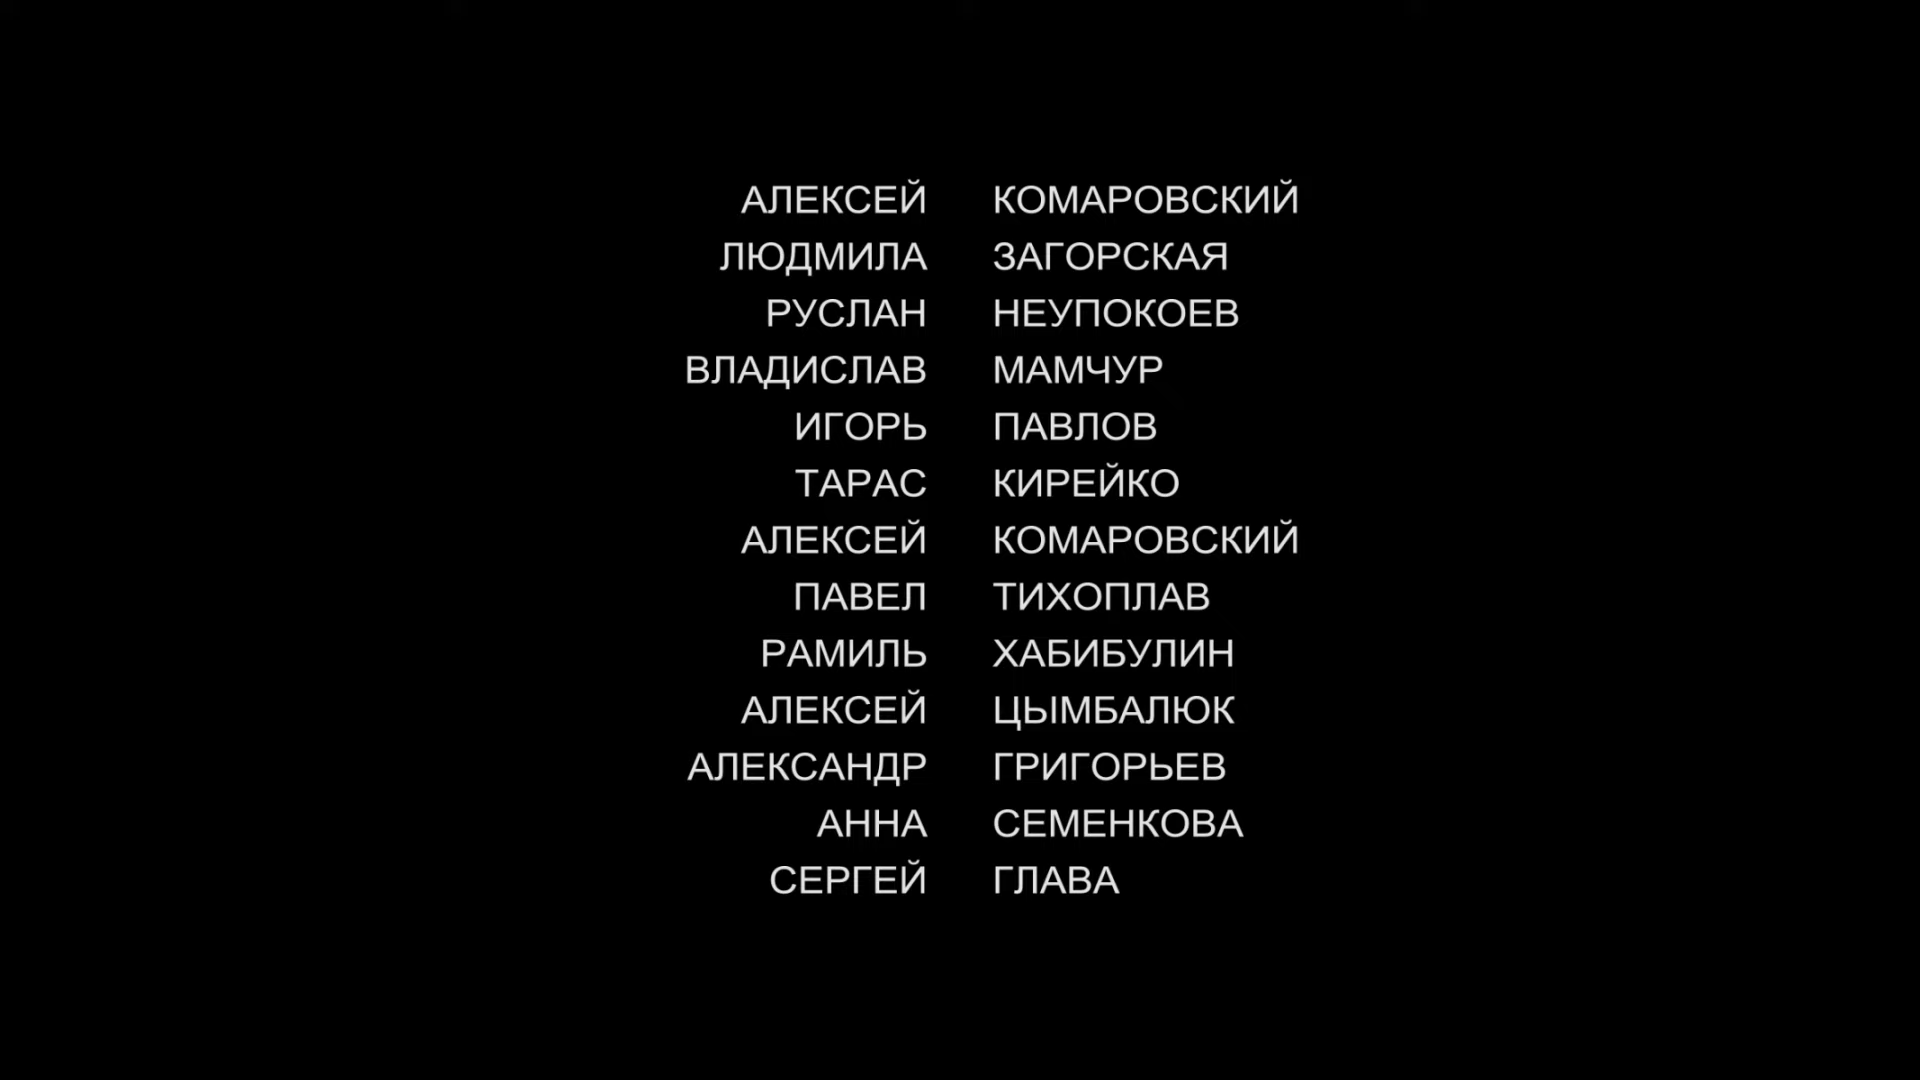 АЛЕКСЕЙ КОМАРОВСКИЙ
ЛЮДМИЛА ЗАГОРСКАЯ
РУСЛАН НЕУПОКОЕВ
ВЛАДИСЛАВ МАМЧУР
ИГОРЬ ПАВЛОВ
ТАРАС КИРЕЙКО
АЛЕКСЕЙ КОМАРОВСКИЙ
ПАВЕЛ ТИХОПЛАВ
РАМИЛЬ ХАБИБУЛИН
АЛЕКСЕЙ ЦЫМБАЛЮК
АЛЕКСАНДР ГРИГОРЬЕВ
АННА СЕМЕНКОВА
СЕРГЕЙ ГЛАВА